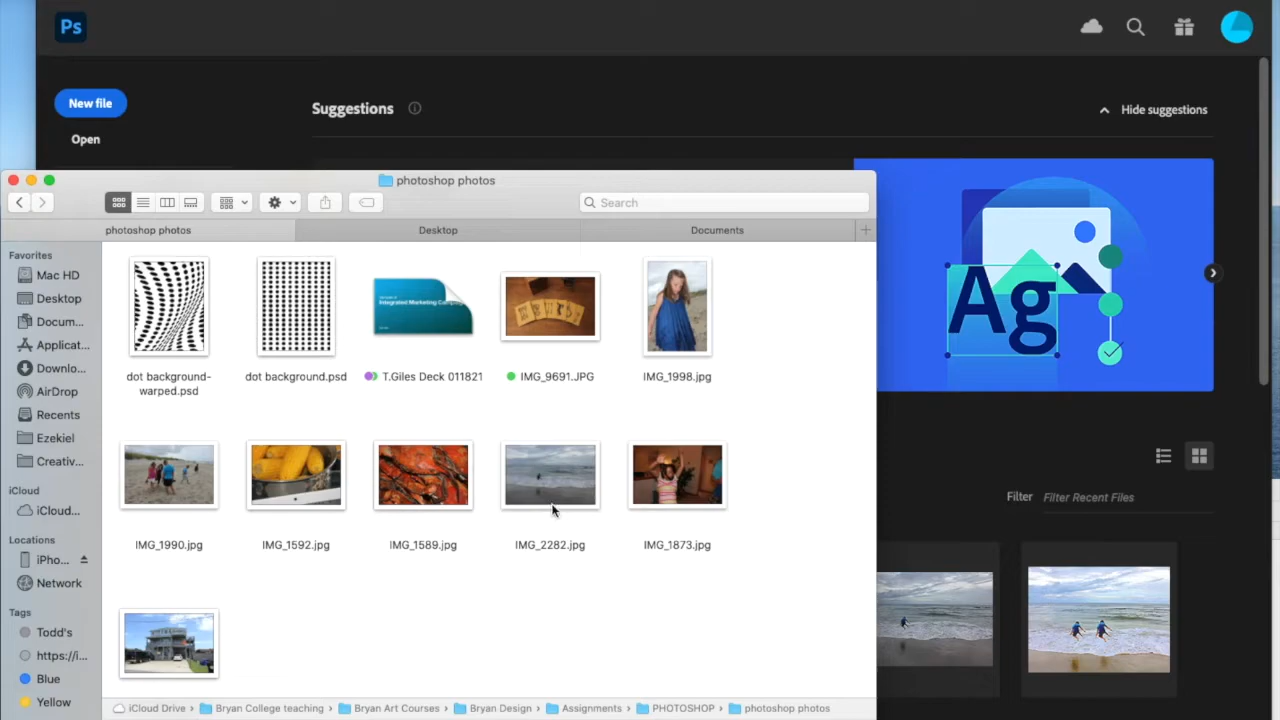 Ps
New file
Open
Suggestions
Hide suggestions
photoshop photos
Search
photoshop photos
Desktop
Documents
+
Favorites
Mac HD
Desktop
Docum...
Applicat...
Downlo...
AirDrop
Recents
Ezekiel
Creativ...
iCloud
iCloud...
Locations
iPho...
Network
Tags
Todd's
https://i...
Blue
Yellow
dot background-
warped.psd
dot background.psd
Integrated Marketing Campaig
T.Giles Deck 011821
IMG_9691.JPG
IMG_1998.jpg
IMG_1990.jpg
IMG_1592.jpg
IMG_1589.jpg
IMG_2282.jpg
IMG_1873.jpg
iCloud Drive › Bryan College teaching › Bryan Art Courses › Bryan Design › Assignments › PHOTOSHOP › photoshop photos
Ag
Filter Filter Recent Files